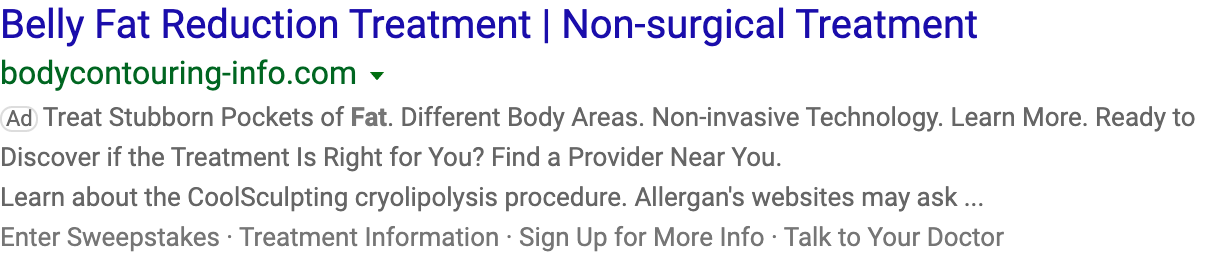 Belly Fat Reduction Treatment | Non-surgical Treatment
bodycontouring-info.com
Ad Treat Stubborn Pockets of Fat. Different Body Areas. Non-invasive Technology. Learn More. Ready to
Discover if the Treatment Is Right for You? Find a Provider Near You.
Learn about the CoolSculpting cryolipolysis procedure. Allergan's websites may ask ...
Enter Sweepstakes · Treatment Information · Sign Up for More Info · Talk to Your Doctor